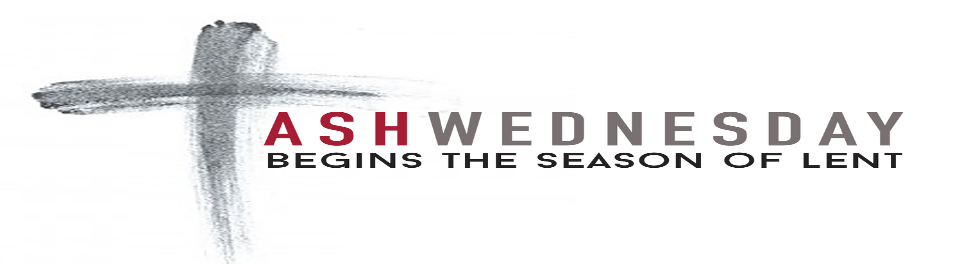 ASHWEDNESDAY
BEGINS THE SEASON OF LENT